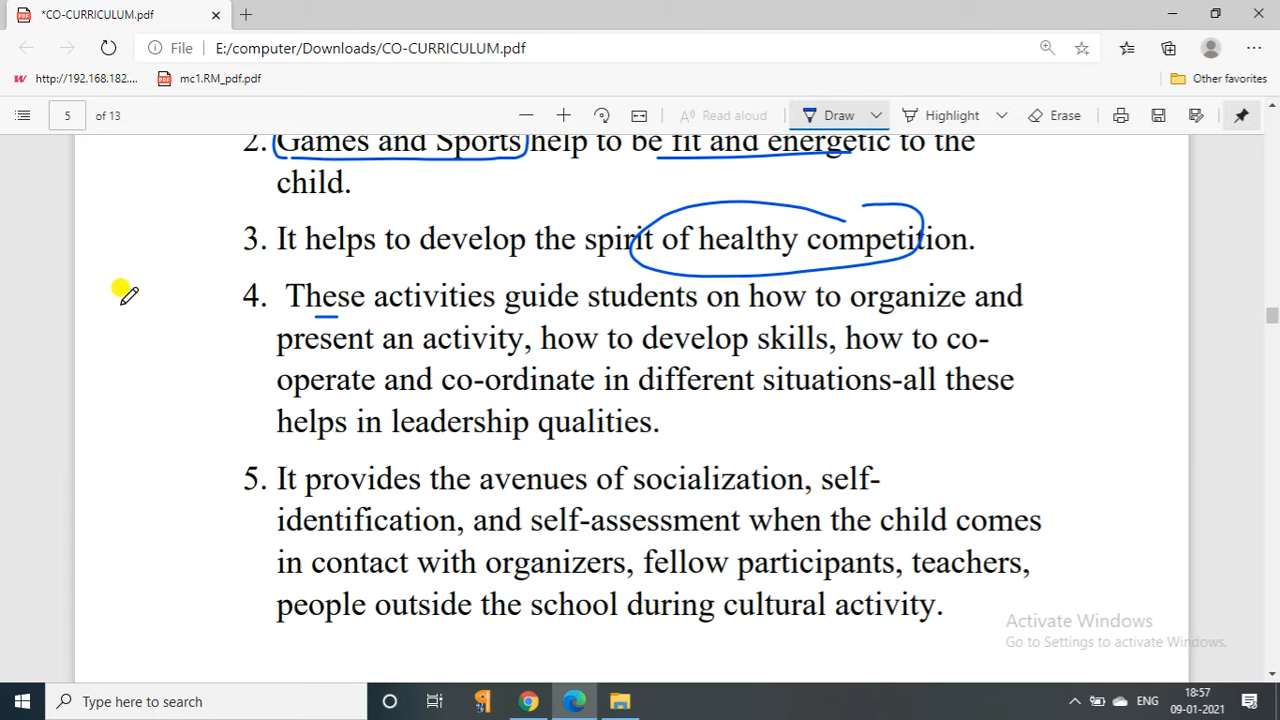 *CO-CURRICULUM.pdf
File E:/computer/Downloads/CO-CURRICULUM.pdf
http://192.168.182.... mc1.RM_pdf.pdf Other favorites
5 of 13 Read aloud Draw Highlight Erase
2. Games and Sports help to be fit and energetic to the
child.
3. It helps to develop the spirit of healthy competition.
4. These activities guide students on how to organize and
present an activity, how to develop skills, how to co-
operate and co-ordinate in different situations-all these
helps in leadership qualities.
5. It provides the avenues of socialization, self-
identification, and self-assessment when the child comes
in contact with organizers, fellow participants, teachers,
people outside the school during cultural activity.
Activate Windows
Go to Settings to activate Windows.
Type here to search
ENG
18:57
09-01-2021